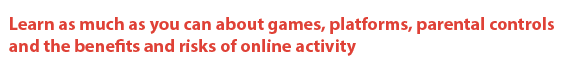 Learn as much as you can about games, platforms, parental controls
and the benefits and risks of online activity